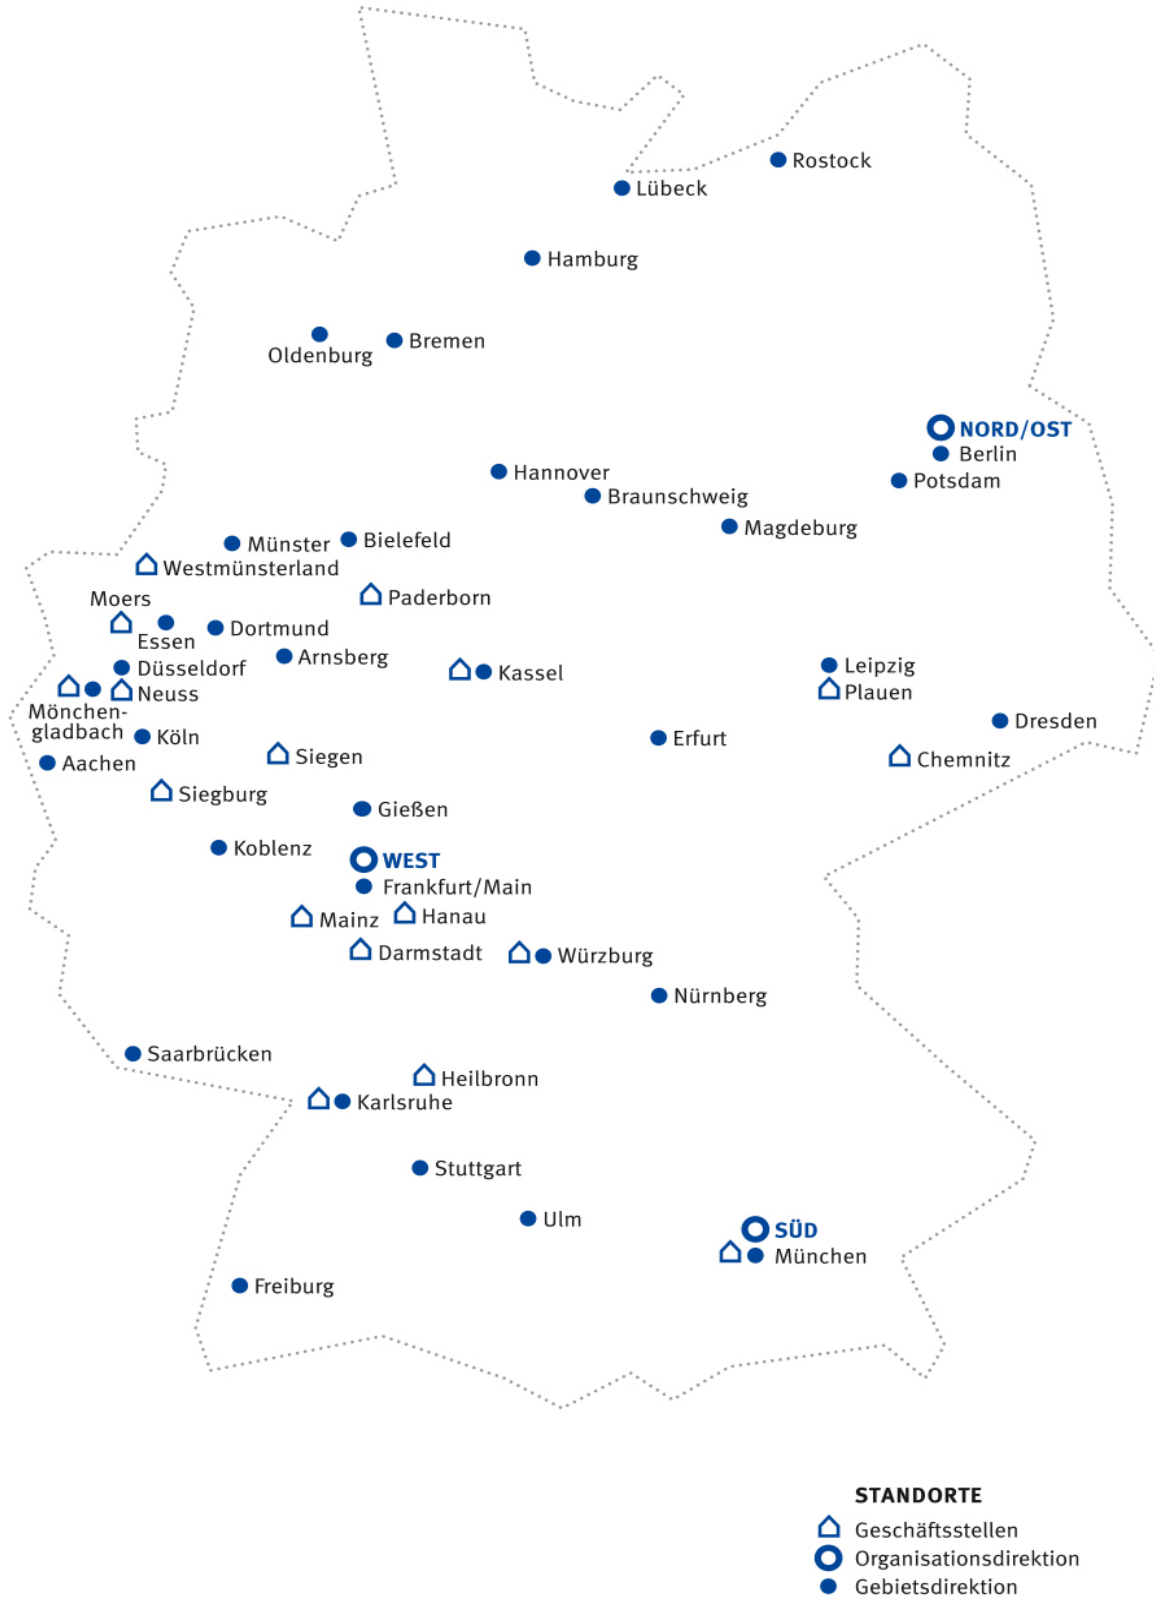 Rostock
Lübeck
Hamburg
Oldenburg
Bremen
NORD/OST
Berlin
Potsdam
Hannover
Braunschweig
Magdeburg
Münster
Bielefeld
Westmünsterland
Paderborn
Moers
Essen
Dortmund
Arnsberg
Düsseldorf
Kassel
Leipzig
Neuss
Plauen
Mönchen-
gladbach
Köln
Dresden
Erfurt
Aachen
Siegen
Chemnitz
Siegburg
Gießen
Koblenz
WEST
Frankfurt/Main
Mainz
Hanau
Darmstadt
Würzburg
Nürnberg
Saarbrücken
Heilbronn
Karlsruhe
Stuttgart
Ulm
SÜD
München
Freiburg
STANDORTE
Geschäftsstellen
Organisationsdirektion
Gebietsdirektion